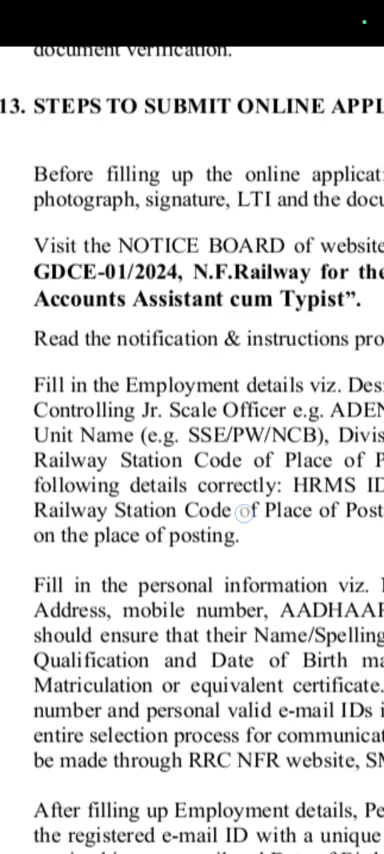 document verification.
13. STEPS TO SUBMIT ONLINE APPL
Before filling up the online applicat
photograph, signature, LTI and the docu
Visit the NOTICE BOARD of website
GDCE-01/2024, N.F.Railway for the
Accounts Assistant cum Typist”.
Read the notification & instructions pro
Fill in the Employment details viz. Des
Controlling Jr. Scale Officer e.g. ADEN
Unit Name (e.g. SSE/PW/NCB), Divis
Railway Station Code of Place of P
following details correctly: HRMS ID
Railway Station Code of Place of Post
on the place of posting.
Fill in the personal information viz.
Address, mobile number, AADHAAR
should ensure that their Name/Spelling
Qualification and Date of Birth ma
Matriculation or equivalent certificate.
number and personal valid e-mail IDs i
entire selection process for communicat
be made through RRC NFR website, SM
After filling up Employment details, Pe
the registered e-mail ID with a unique